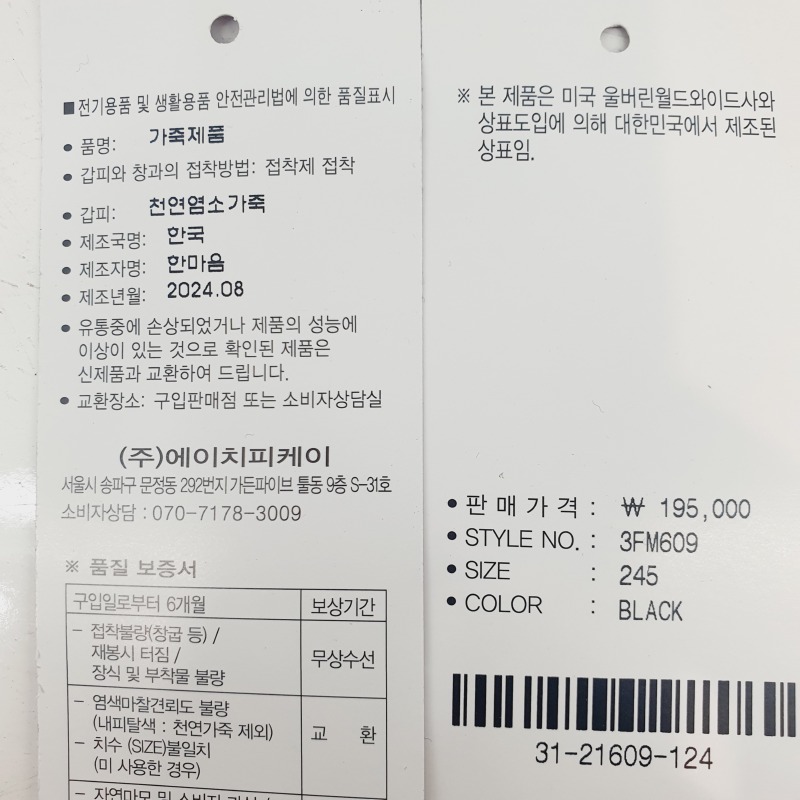 ■ 전기용품 및 생활용품 안전관리법에 의한 품질표시
● 품명: 가죽제품
● 갑피와 창과의 접착방법: 접착제 접착
● 갑피: 천연염소가죽
● 제조국명: 한국
● 제조자명: 한마음
● 제조년월: 2024.08
● 유통중에 손상되었거나 제품의 성능에
이상이 있는 것으로 확인된 제품은
신제품과 교환하여 드립니다.
● 교환장소: 구입판매점 또는 소비자상담실
(주)에이치피케이
서울시 송파구 문정동 292번지 가든파이브 툴동 9층 S-31호
소비자상담 : 070-7178-3009
※ 품질 보증서
구입일로부터 6개월 보상기간
- 접착불량(창굽 등) /
재봉시 터짐 /
장식 및 부착물 불량
무상수선
- 염색마찰견뢰도 불량
(내피탈색 : 천연가죽 제외)
- 치수 (SIZE)불일치
(미 사용한 경우)
교 환
- 자연마모 및 소비자
※ 본 제품은 미국 울버린월드와이드사와
상표도입에 의해 대한민국에서 제조된
상표임.
● 판매가격 : ₩ 195,000
● STYLE NO. : 3FM609
● SIZE : 245
● COLOR : BLACK
31-21609-124